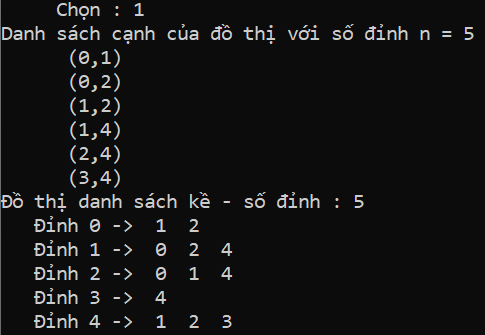 Chọn : 1
Danh sách cạnh của đồ thị với số đỉnh n = 5
(0,1)
(0,2)
(1,2)
(1,4)
(2,4)
(3,4)
Đồ thị danh sách kề - số đỉnh : 5
Đỉnh 0 -> 1 2
Đỉnh 1 -> 0 2 4
Đỉnh 2 -> 0 1 4
Đỉnh 3 -> 4
Đỉnh 4 -> 1 2 3